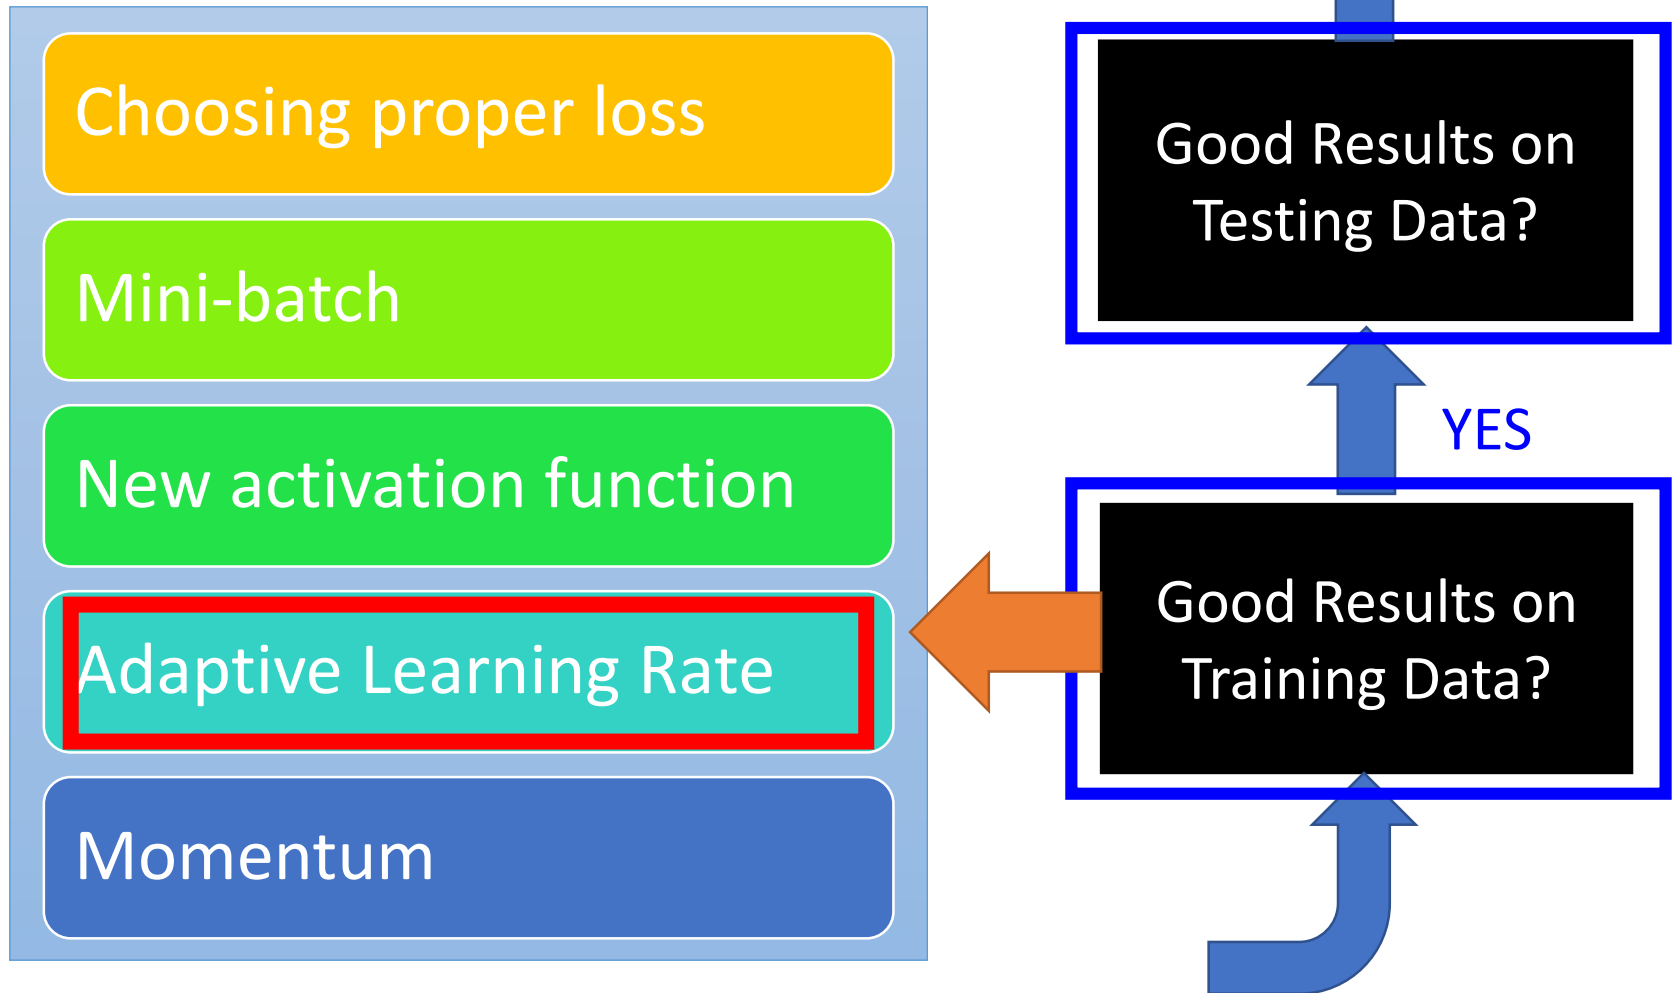 Choosing proper loss
Mini-batch
New activation function
Adaptive Learning Rate
Momentum
Good Results on
Testing Data?
YES
Good Results on
Training Data?